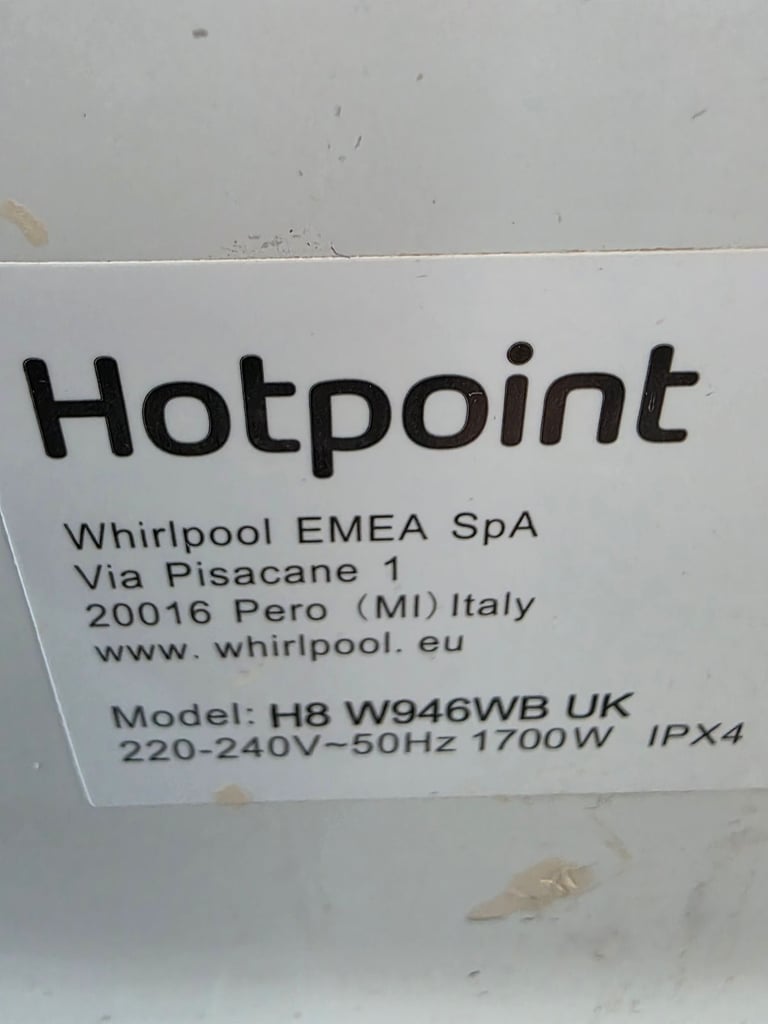 Hotpoint
Whirlpool EMEA SpA
Via Pisacane 1
20016 Pero (MI) Italy
www. whirlpool. eu
Model: H8 W946WB UK
220-240V~50Hz 1700W IPX4